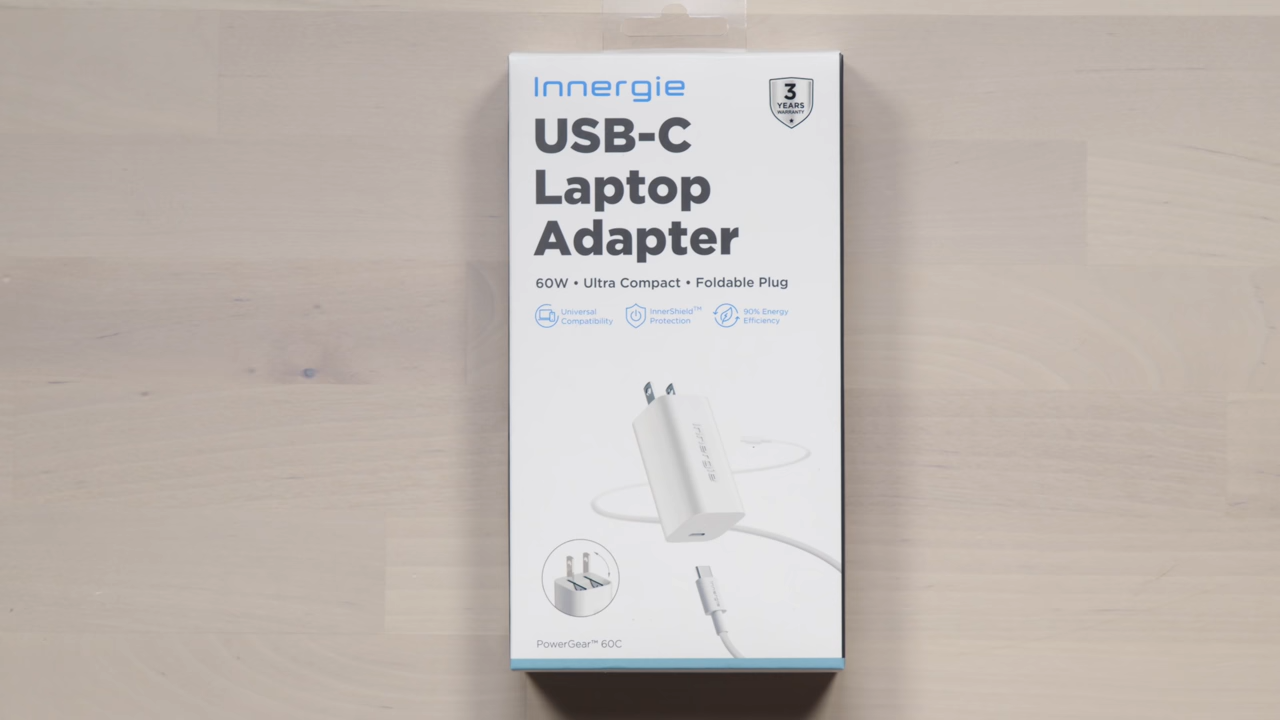 Innergie
3
YEARS
WARRANTY
USB-C
Laptop
Adapter
60W • Ultra Compact • Foldable Plug
Universal
Compatibility
InnerShield™
Protection
90% Energy
Efficiency
Innergie
PowerGear™ 60C